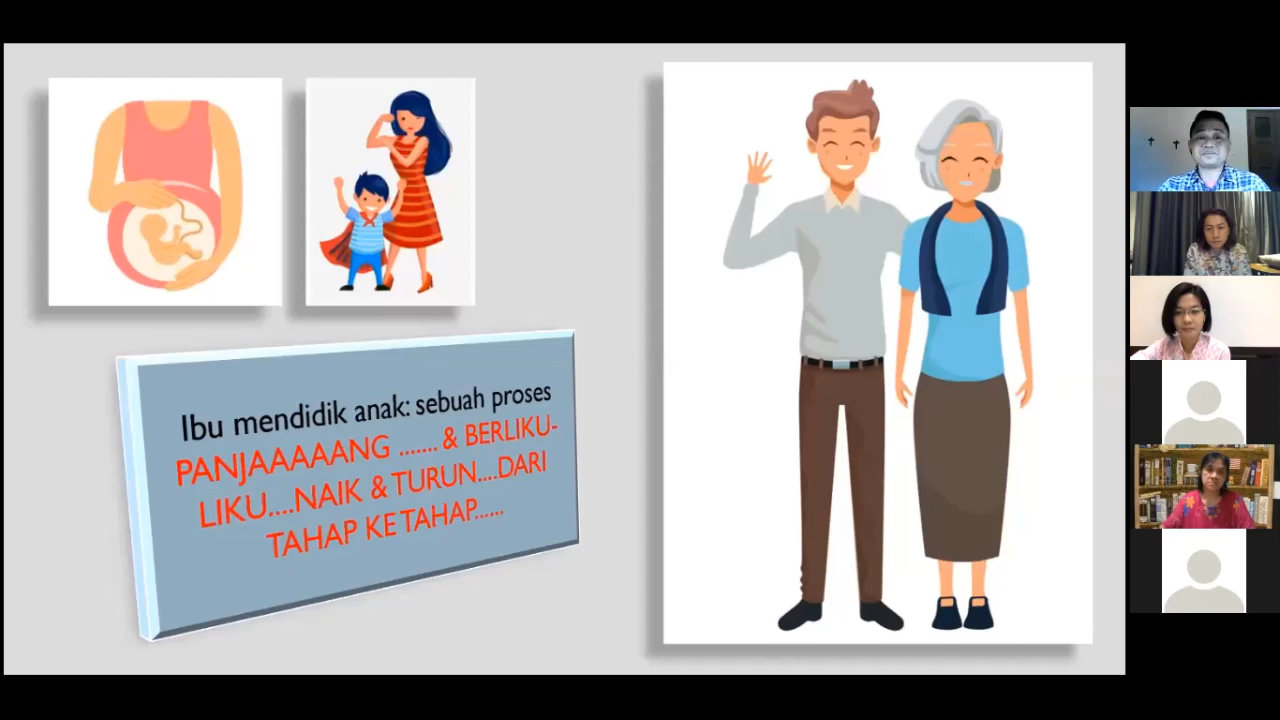 Ibu mendidik anak: sebuah proses
PANJAAAAANG ....... & BERLIKU-
LIKU....NAIK & TURUN....DARI
TAHAP KE TAHAP......